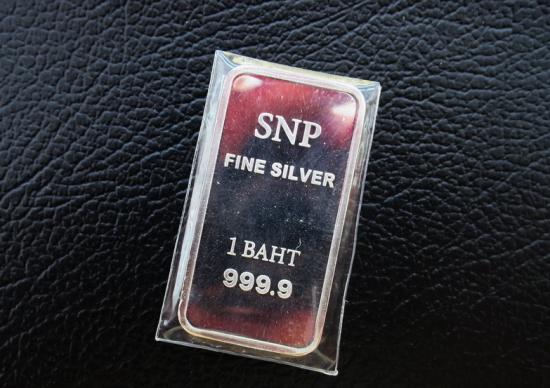 SNP
FINE SILVER
1 BAHT
999.9